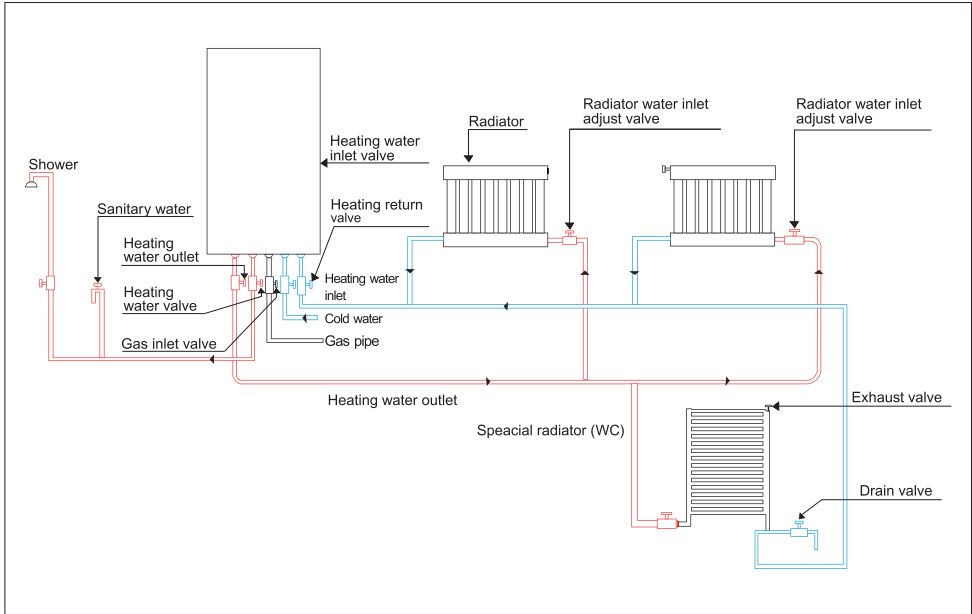 Radiator water inlet
adjust valve
Radiator water inlet
adjust valve
Radiator
Heating water
inlet valve
Shower
Heating return
valve
Sanitary water
Heating
water outlet
Heating water
inlet
Heating
water valve
Cold water
Gas inlet valve
Gas pipe
Heating water outlet
Exhaust valve
Speacial radiator (WC)
Drain valve